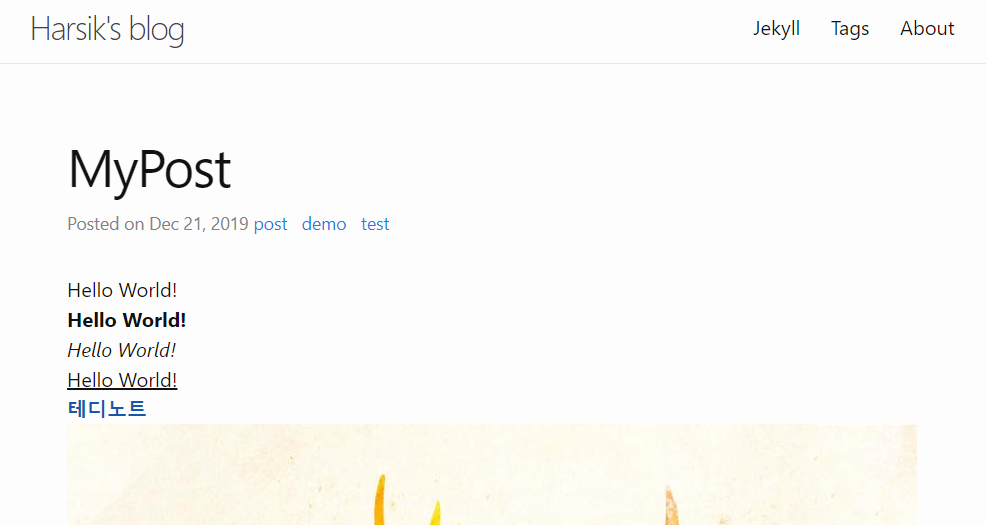 Harsik's blog
Jekyll Tags About
MyPost
Posted on Dec 21, 2019 post demo test
Hello World!
Hello World!
Hello World!
Hello World!
테디노트